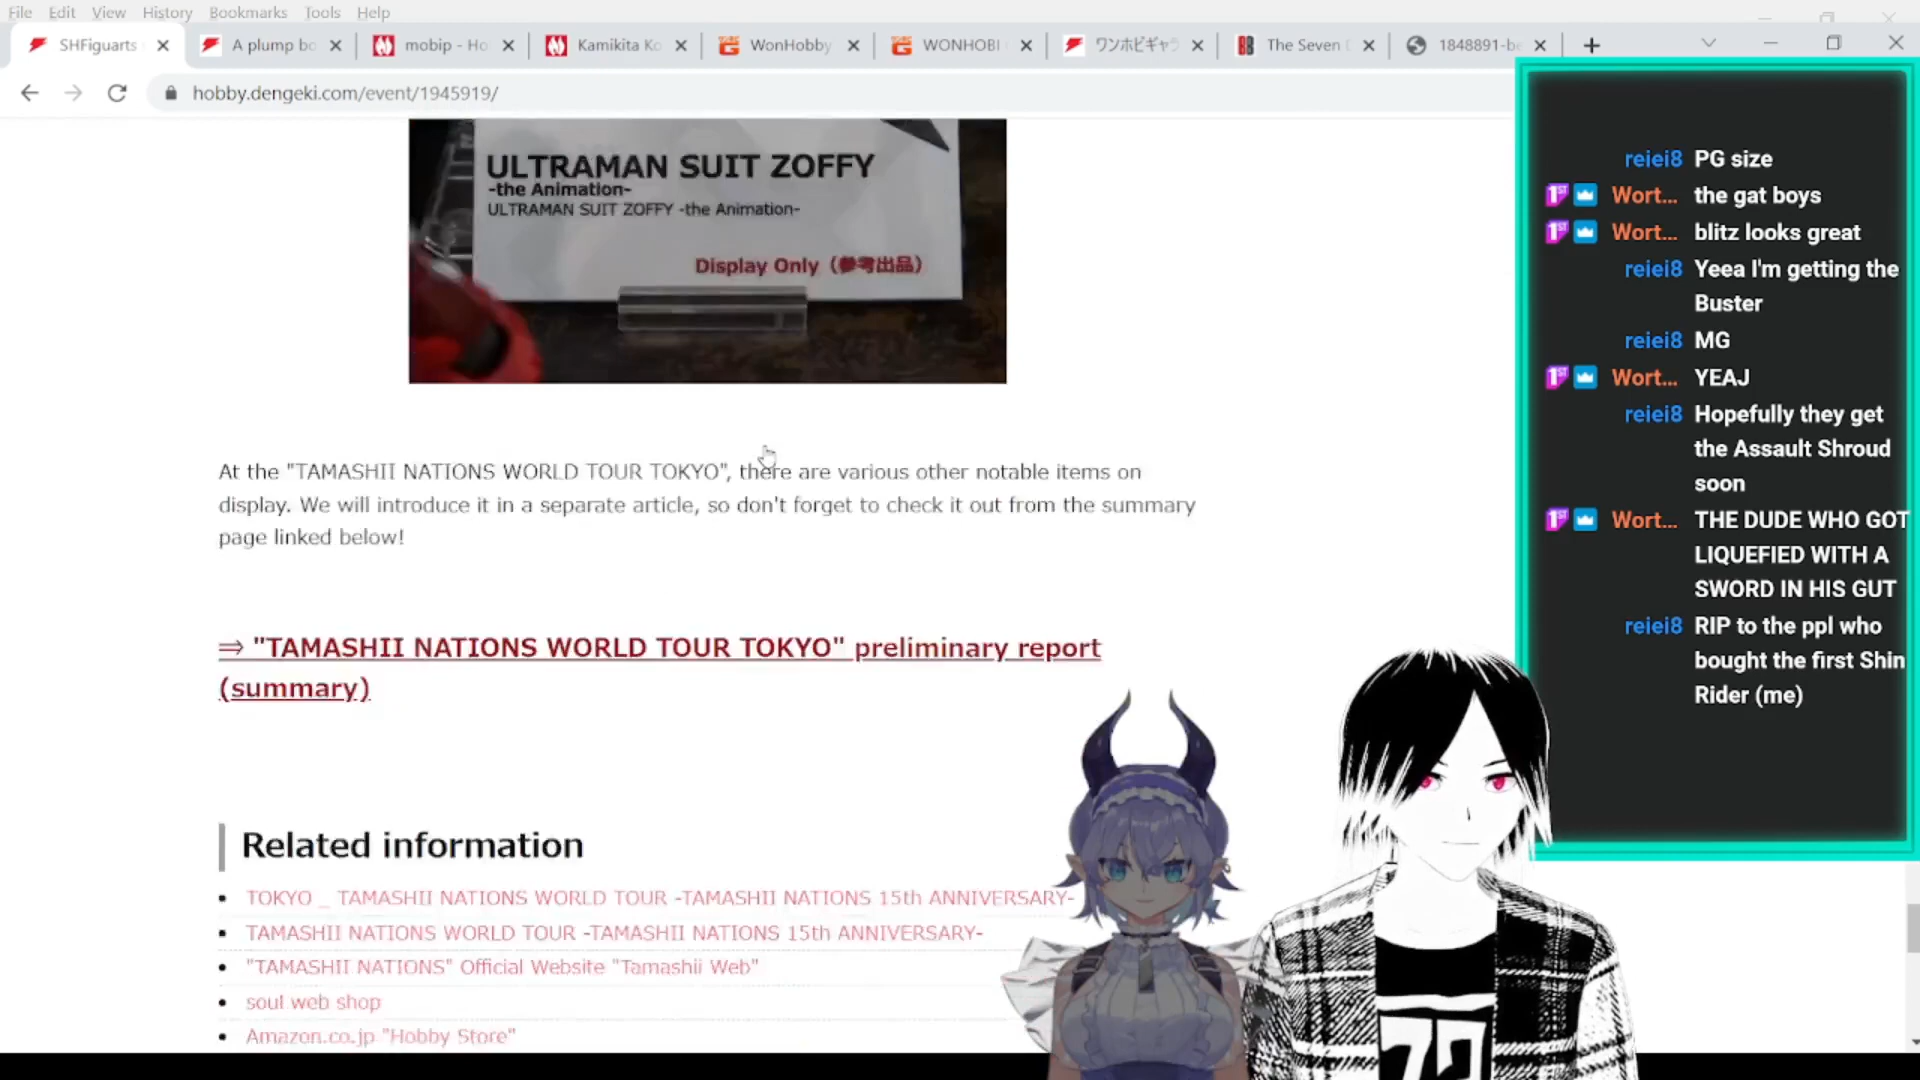 File Edit View History Bookmarks Tools Help
SHFiguarts
A plump bo
mobip - Ho
Kamikita Ko
WonHobby
WONHOBI
ワンホビギャラ
The Seven
1848891-be
hobby.dengeki.com/event/1945919/
ULTRAMAN SUIT ZOFFY
-the Animation-
ULTRAMAN SUIT ZOFFY -the Animation-
Display Only（参考出品）
At the "TAMASHII NATIONS WORLD TOUR TOKYO", there are various other notable items on
display. We will introduce it in a separate article, so don't forget to check it out from the summary
page linked below!
⇒ "TAMASHII NATIONS WORLD TOUR TOKYO" preliminary report
(summary)
Related information
TOKYO _ TAMASHII NATIONS WORLD TOUR -TAMASHII NATIONS 15th ANNIVERSARY-
TAMASHII NATIONS WORLD TOUR -TAMASHII NATIONS 15th ANNIVERSARY-
"TAMASHII NATIONS" Official Website "Tamashii Web"
soul web shop
Amazon.co.jp "Hobby Store"
reiei8 PG size
1ST Wort... the gat boys
1ST Wort... blitz looks great
reiei8 Yeea I'm getting the
Buster
reiei8 MG
1ST Wort... YEAJ
reiei8 Hopefully they get
the Assault Shroud
soon
1ST Wort... THE DUDE WHO GOT
LIQUEFIED WITH A
SWORD IN HIS GUT
reiei8 RIP to the ppl who
bought the first Shin
Rider (me)